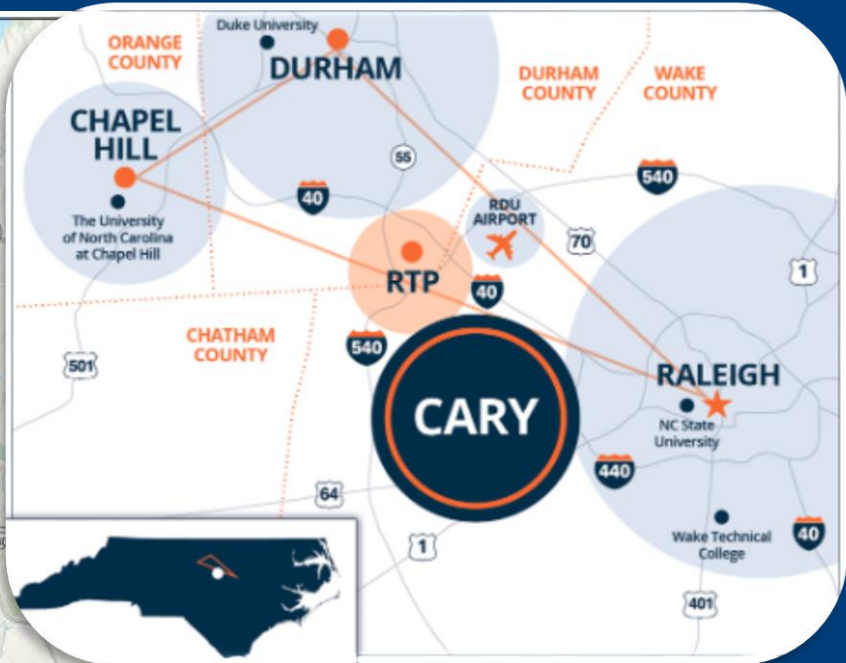 Duke University
ORANGE
COUNTY
DURHAM
DURHAM
COUNTY
WAKE
COUNTY
CHAPEL
HILL
55
540
40
The University
of North Carolina
at Chapel Hill
RDU
AIRPORT
70
1
RTP
40
CHATHAM
COUNTY
540
501
RALEIGH
CARY
NC State
University
440
64
Wake Technical
College
40
1
401